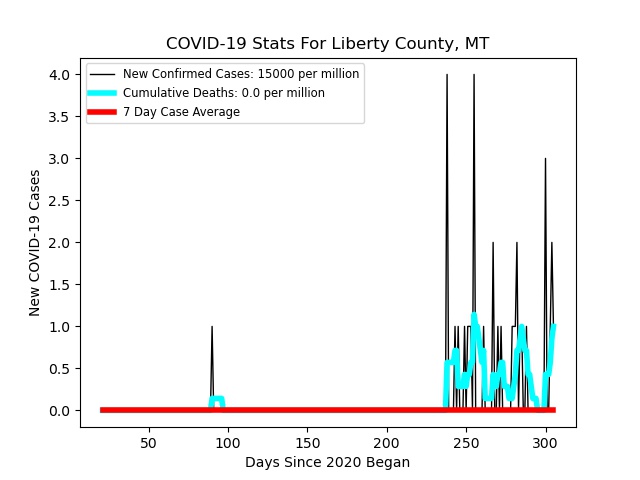 COVID-19 Stats For Liberty County, MT
New Confirmed Cases: 15000 per million
Cumulative Deaths: 0.0 per million
7 Day Case Average
4.0
3.5
3.0
2.5
2.0
1.5
1.0
0.5
0.0
New COVID-19 Cases
50 100 150 200 250 300
Days Since 2020 Began